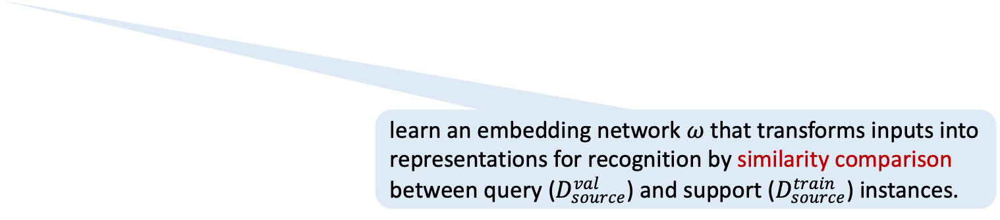 learn an embedding network ω that transforms inputs into
representations for recognition by similarity comparison
between query (D_{source}^{val}) and support (D_{source}^{train}) instances.